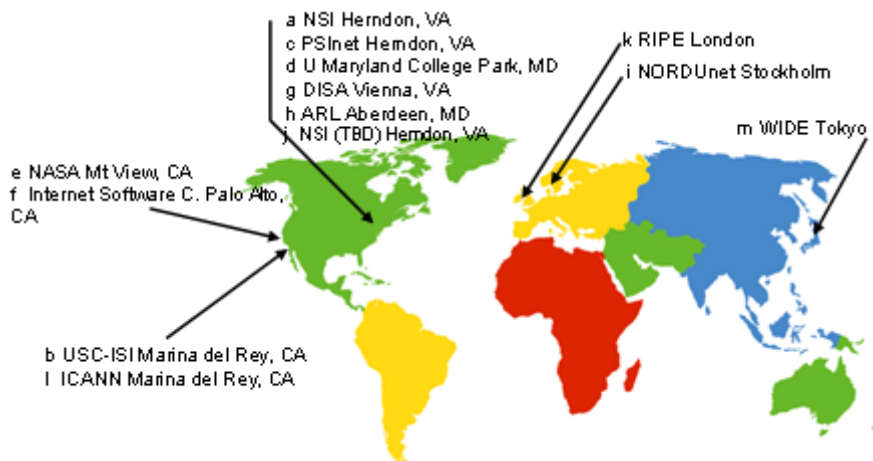 a NSI Herndon, VA
c PSInet Herndon, VA
d U Maryland College Park, MD
g DISA Vienna, VA
h ARL Aberdeen, MD
j NSI (TBD) Herndon, VA
k RIPE London
i NORDUnet Stockholm
m WIDE Tokyo
e NASA Mt View, CA
f Internet Software C. Palo Alto,
CA
b USC-ISI Marina del Rey, CA
l ICANN Marina del Rey, CA